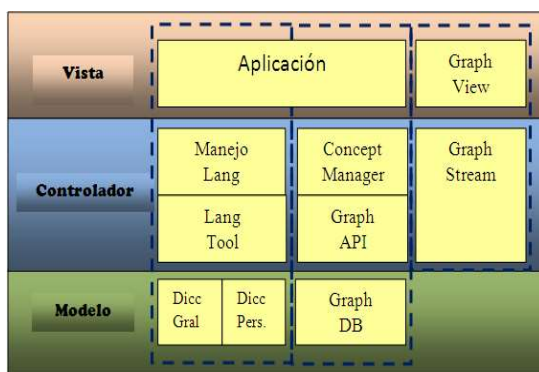 Vista
Aplicación
Graph
View
Controlador
Manejo
Lang
Concept
Manager
Graph
Stream
Lang
Tool
Graph
API
Modelo
Dicc
Gral
Dicc
Pers.
Graph
DB